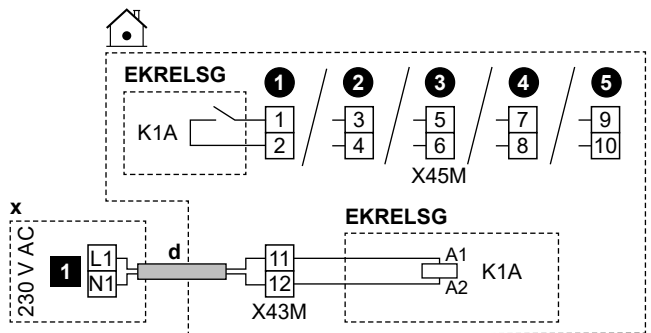 EKRELSG 1 2 3 4 5
K1A 1 / 3 / 5 / 7 / 9
2 4 6 8 10
X45M
x EKRELSG
230 V AC 1 L1 d 11 A1 K1A
N1 12 A2
X43M